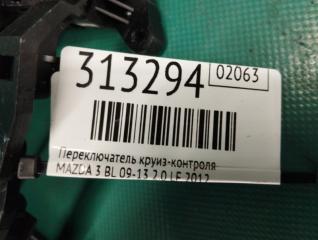 313294 02063
Переключатель круиз-контроля
MAZDA 3 BL 09-13 2.0 LF 2012